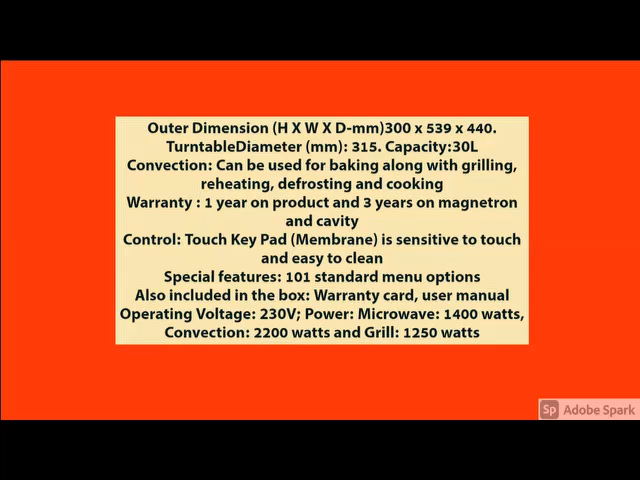 Outer Dimension (H X W X D-mm)300 x 539 x 440.
TurntableDiameter (mm): 315. Capacity:30L
Convection: Can be used for baking along with grilling,
reheating, defrosting and cooking
Warranty : 1 year on product and 3 years on magnetron
and cavity
Control: Touch Key Pad (Membrane) is sensitive to touch
and easy to clean
Special features: 101 standard menu options
Also included in the box: Warranty card, user manual
Operating Voltage: 230V; Power: Microwave: 1400 watts,
Convection: 2200 watts and Grill: 1250 watts
Sp Adobe Spark